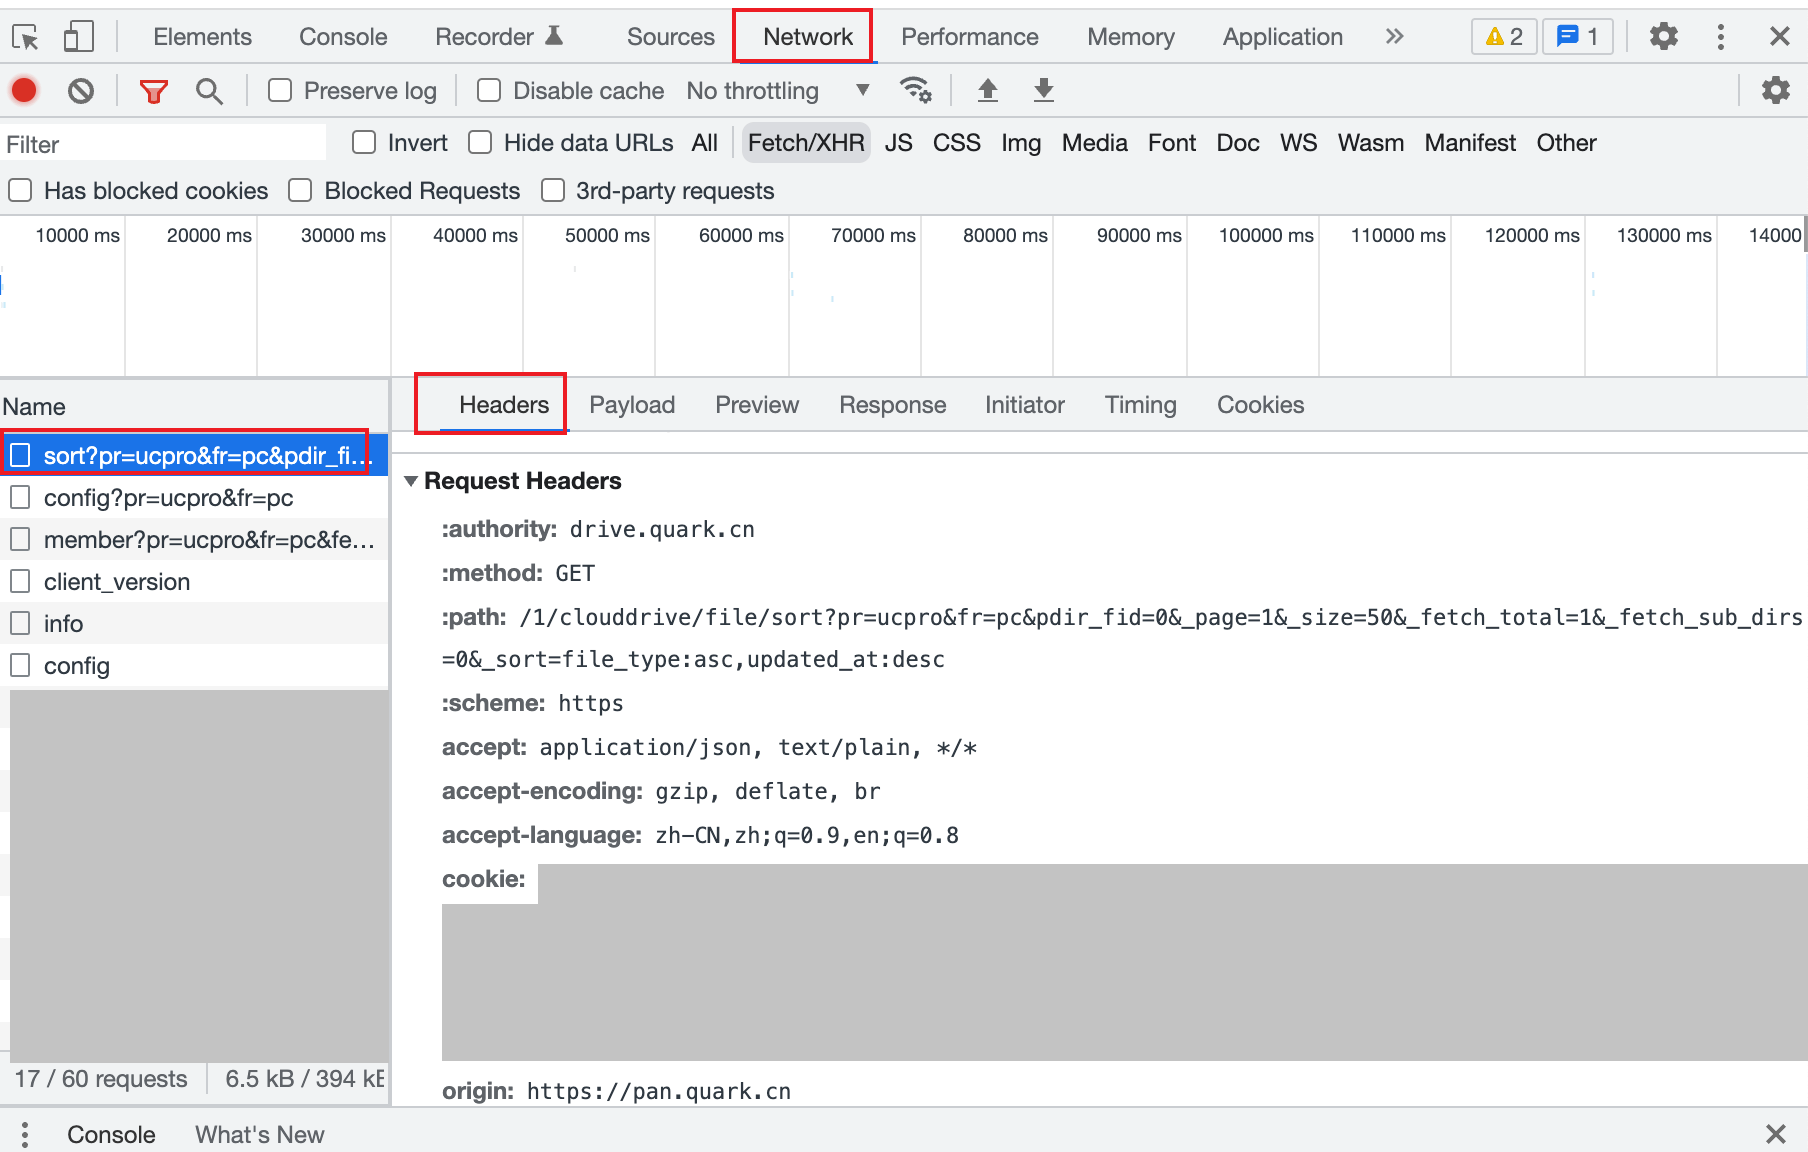 Elements Console Recorder Sources Network Performance Memory Application 2 1
Preserve log Disable cache No throttling
Filter Invert Hide data URLs All Fetch/XHR JS CSS Img Media Font Doc WS Wasm Manifest Other
Has blocked cookies Blocked Requests 3rd-party requests
10000 ms 20000 ms 30000 ms 40000 ms 50000 ms 60000 ms 70000 ms 80000 ms 90000 ms 100000 ms 110000 ms 120000 ms 130000 ms 14000
Name
sort?pr=ucpro&fr=pc&pdir_fi...
config?pr=ucpro&fr=pc
member?pr=ucpro&fr=pc&fe...
client_version
info
config
17 / 60 requests 6.5 kB / 394 kE
Headers Payload Preview Response Initiator Timing Cookies
Request Headers
:authority: drive.quark.cn
:method: GET
:path: /1/clouddrive/file/sort?pr=ucpro&fr=pc&pdir_fid=0&_page=1&_size=50&_fetch_total=1&_fetch_sub_dirs
=0&_sort=file_type:asc,updated_at:desc
:scheme: https
accept: application/json, text/plain, */*
accept-encoding: gzip, deflate, br
accept-language: zh-CN,zh;q=0.9,en;q=0.8
cookie:
origin: https://pan.quark.cn
Console What's New